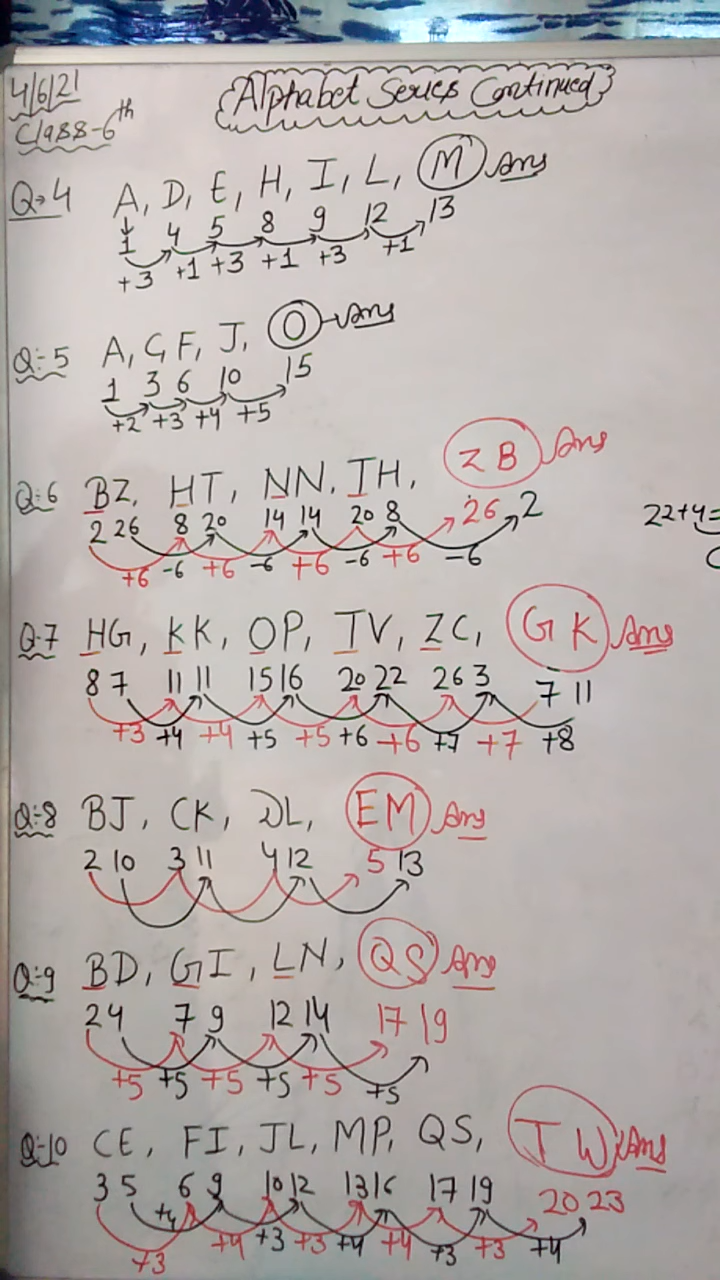 4/6/21
Alphabet Series Continued
Class-6th
Q→4 A, D, E, H, I, L, M Ans
1 4 5 8 9 12 13
+3 +1 +3 +1 +3 +1
Q:-5 A, C, F, J, O Ans
1 3 6 10 15
+2 +3 +4 +5
Q:6 BZ, HT, NN, TH, ZB Ans
2 26 8 20 14 14 20 8 26 2
+6 -6 +6 -6 +6 -6 +6 -6
22+4=
Q.7 HG, KK, OP, TV, ZC, GK Ans
8 7 11 11 15 16 20 22 26 3 7 11
+3 +4 +4 +5 +5 +6 +6 +7 +7 +8
Q:-8 BJ, CK, DL, EM Ans
2 10 3 11 4 12 5 13
Q:-9 BD, GI, LN, QS Ans
2 4 7 9 12 14 17 19
+5 +5 +5 +5 +5 +5
Q:-10 CE, FI, JL, MP, QS, TW Ans
3 5 6 9 10 12 13 16 17 19 20 23
+3 +4 +4 +3 +3 +4 +4 +3 +3 +4